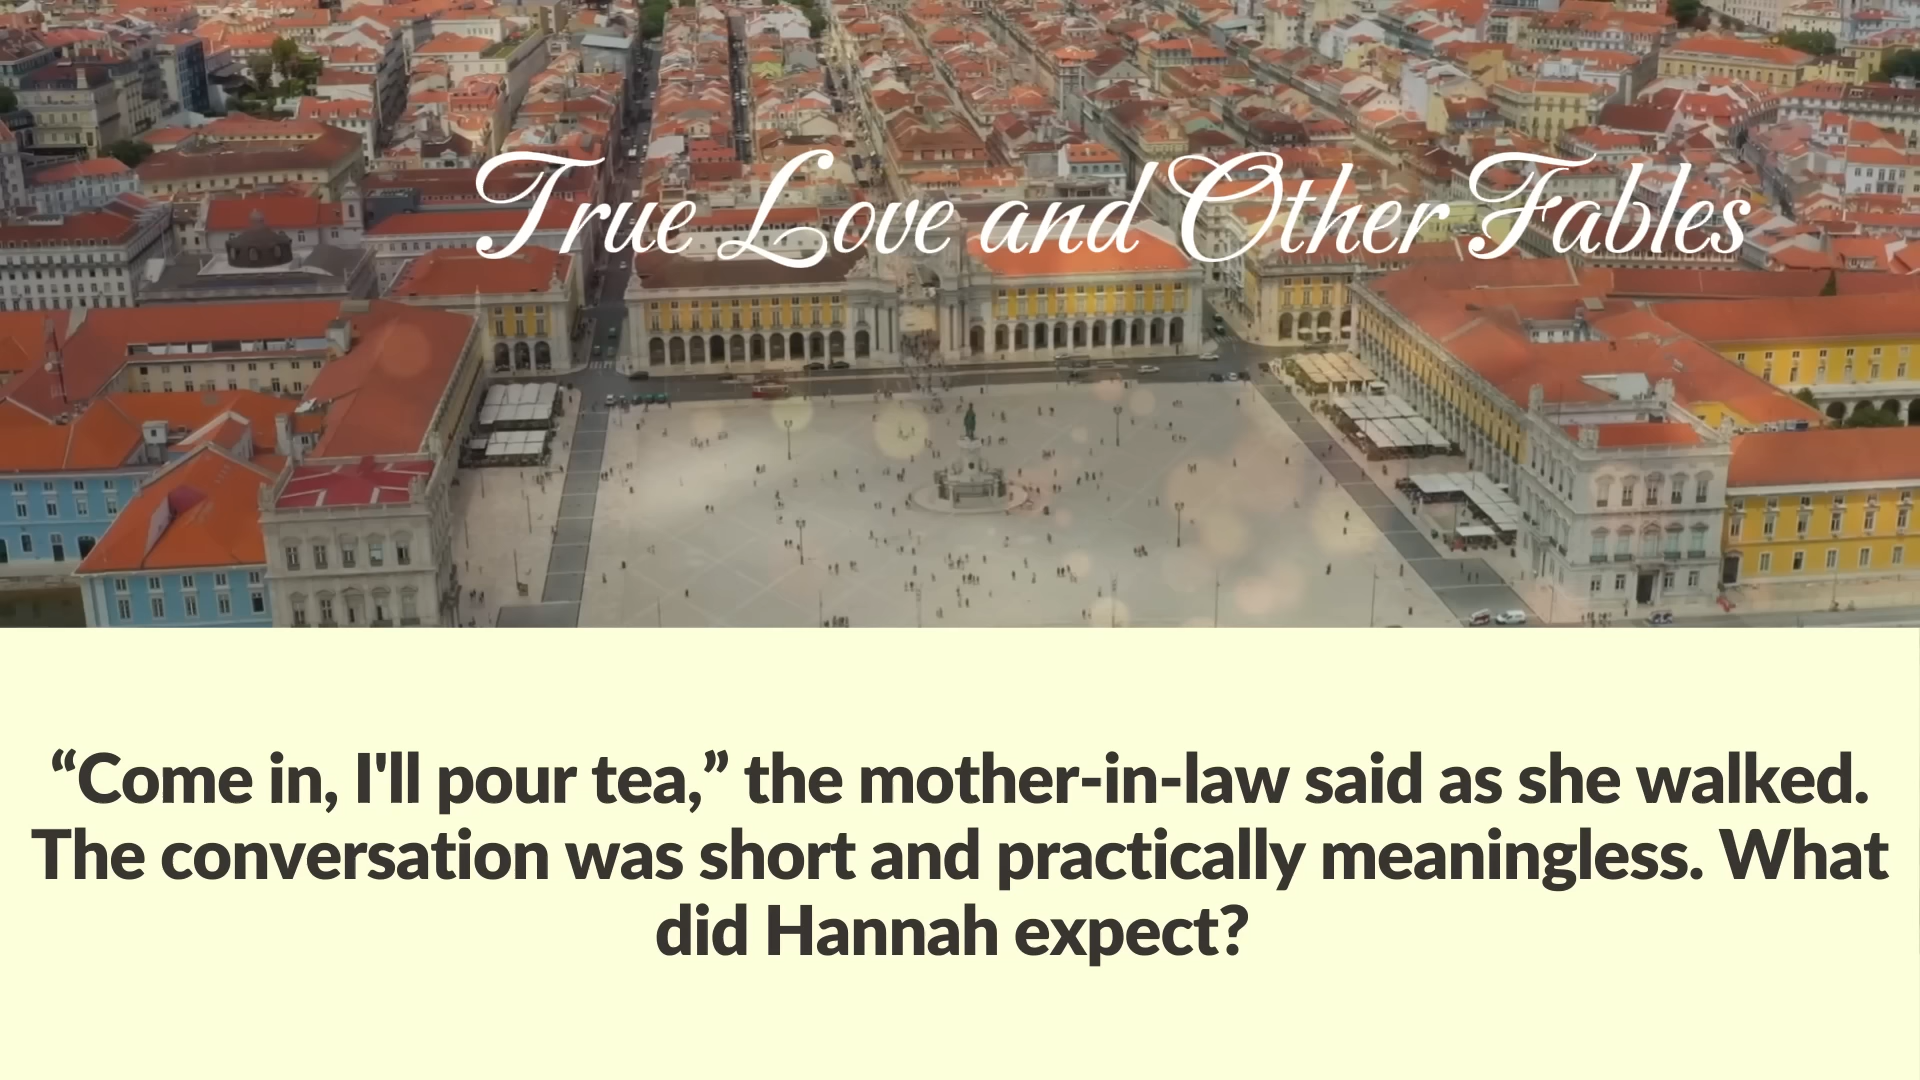 True Love and Other Fables
“Come in, I'll pour tea,” the mother-in-law said as she walked.
The conversation was short and practically meaningless. What
did Hannah expect?